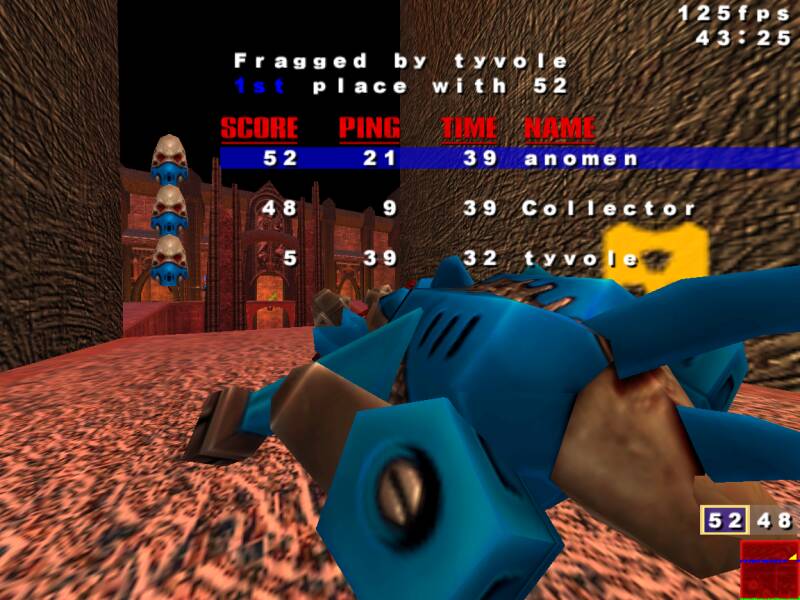 125fps
43:25
Fragged by tyvole
1st place with 52
SCORE PING TIME NAME
52 21 39 anomen
48 9 39 Collector
5 39 32 tyvole
52 48